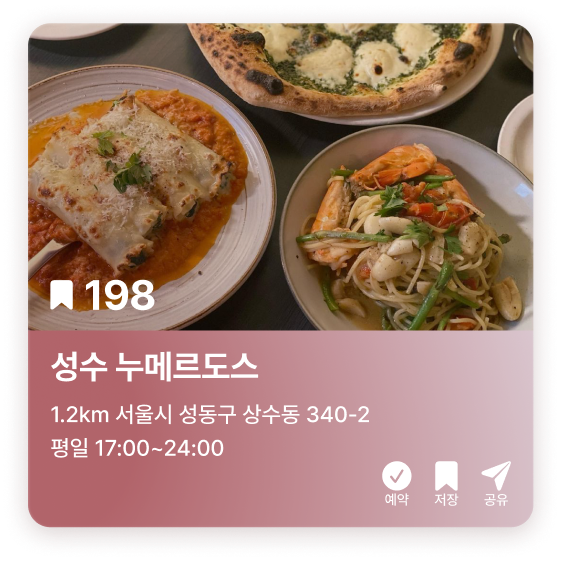 198
성수 누메르도스
1.2km 서울시 성동구 상수동 340-2
평일 17:00~24:00
예약 저장 공유